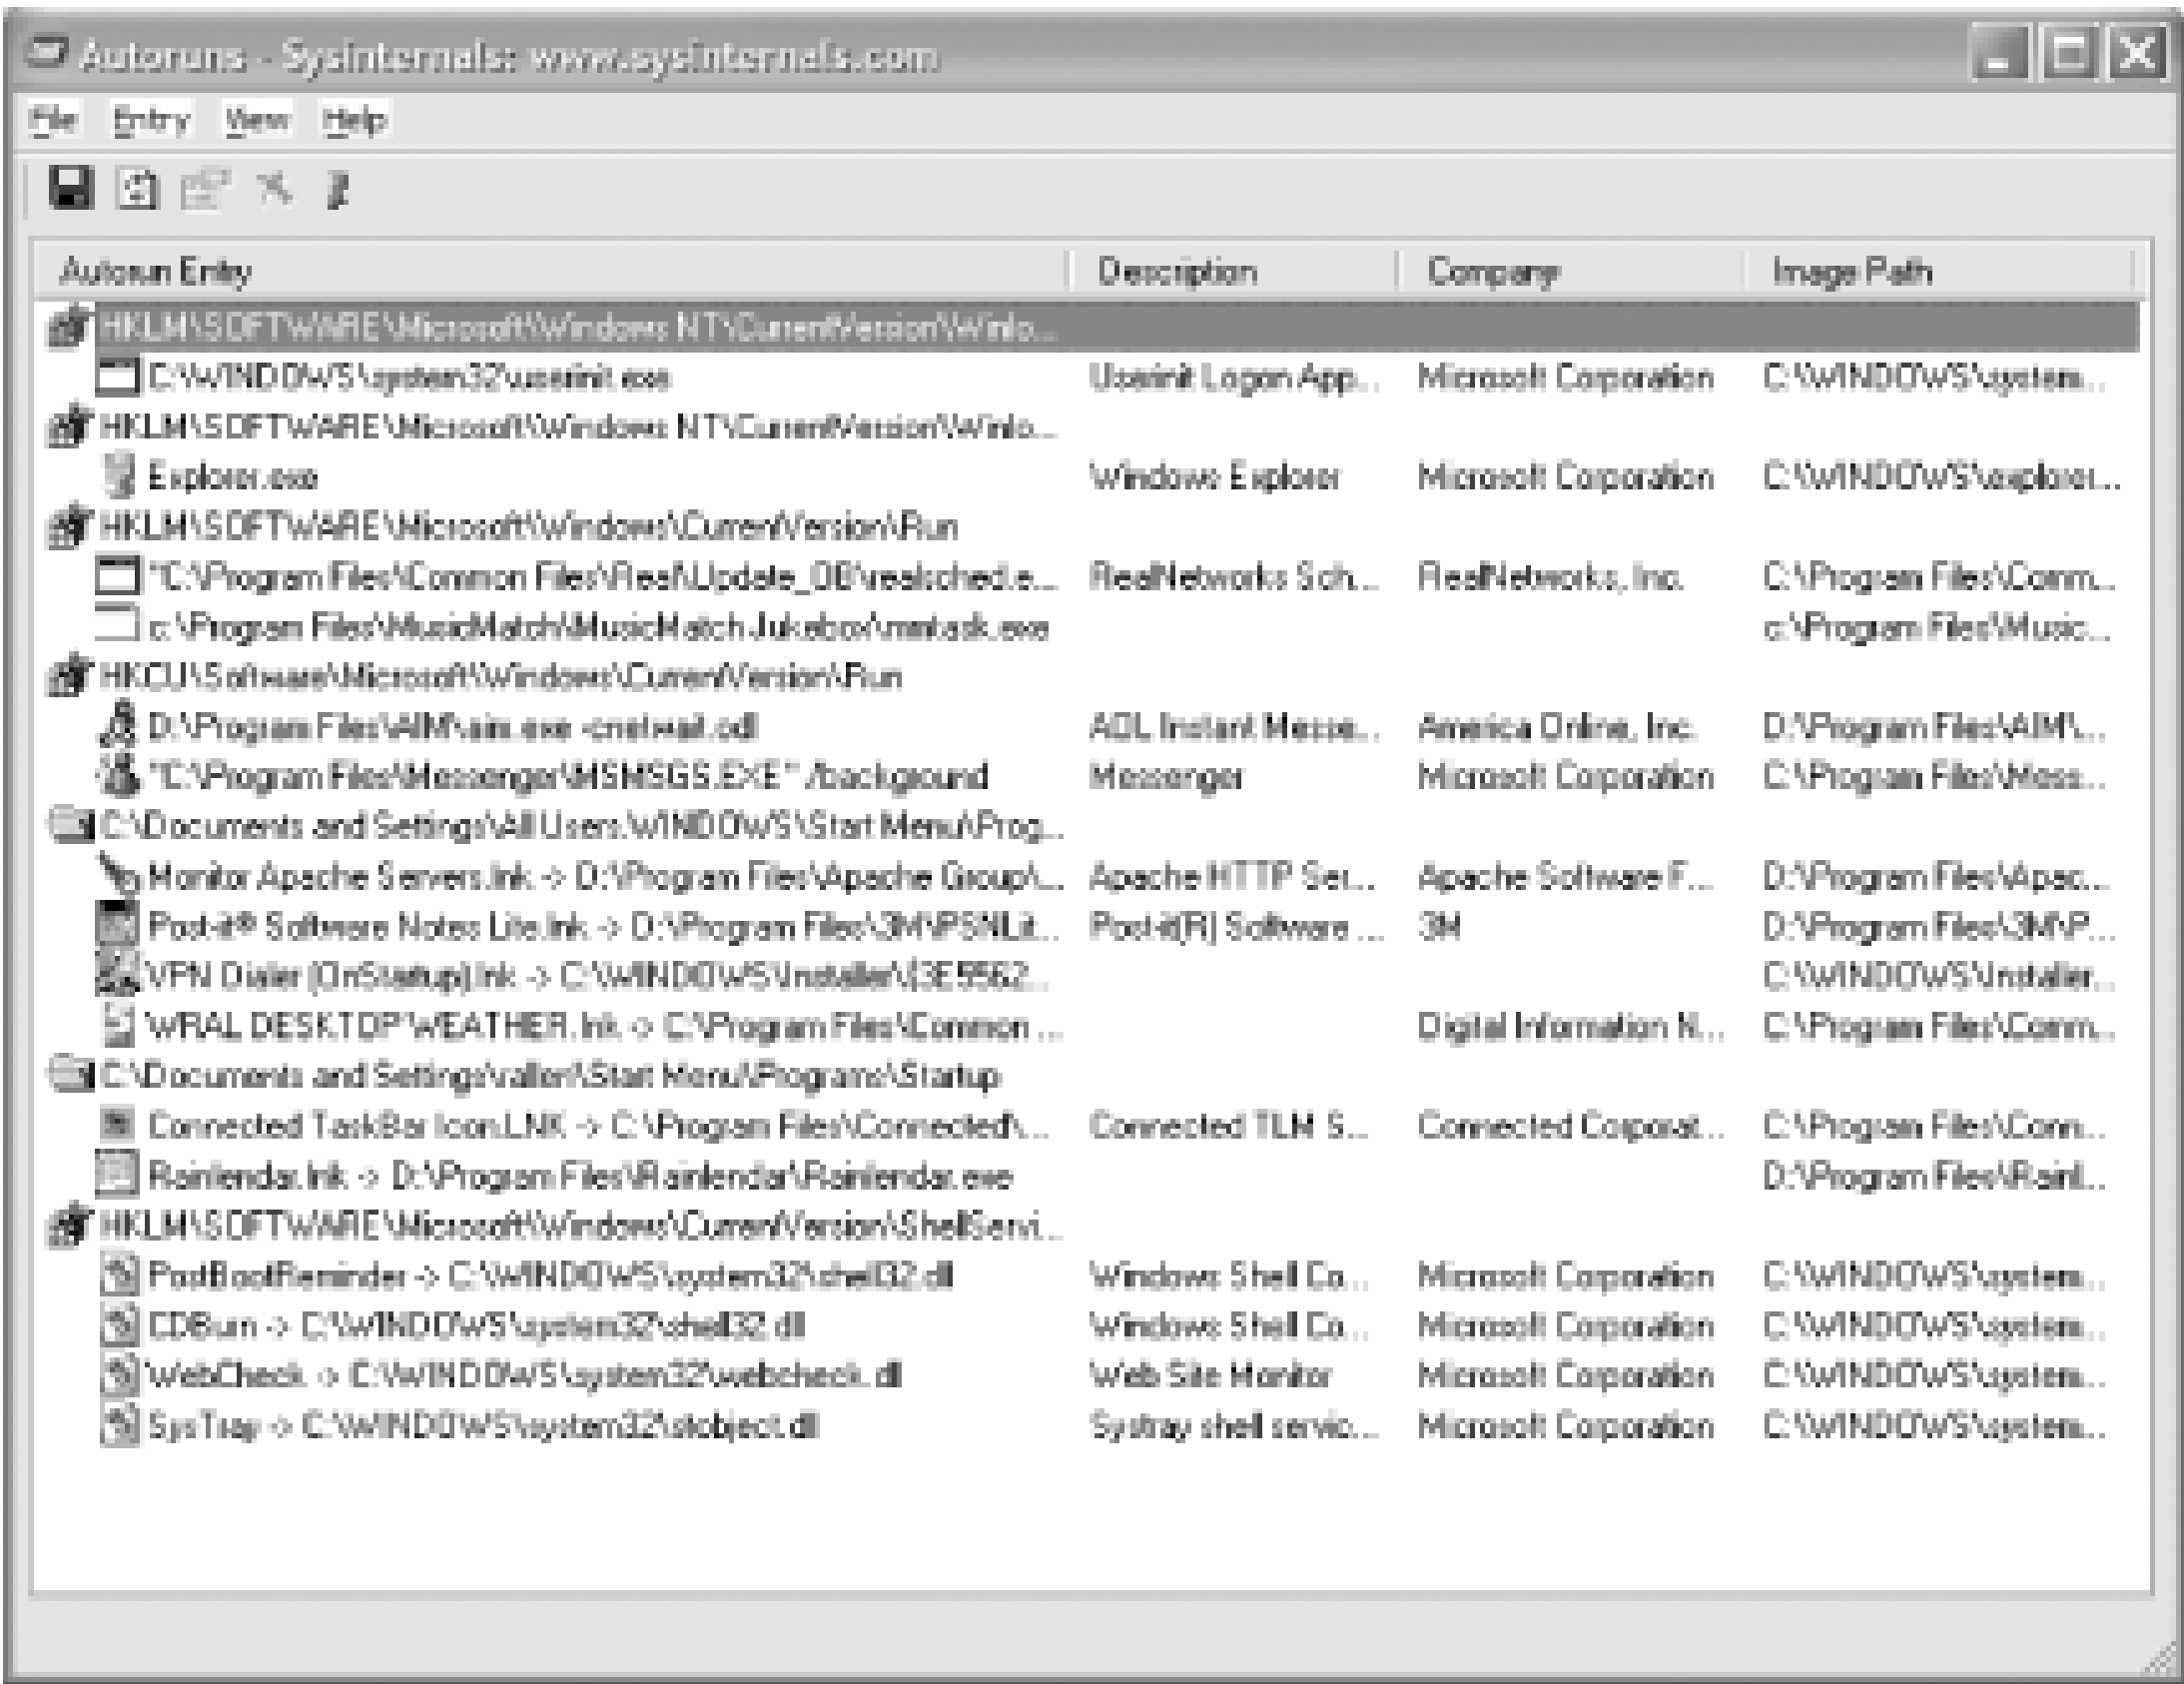 Autoruns - Sysinternals: www.sysinternals.com
File Entry View Help
Autorun Entry Description Company Image Path
HKLM\SOFTWARE\Microsoft\Windows NT\CurrentVersion\Winlo...
C:\WINDOWS\system32\userinit.exe Userinit Logon App... Microsoft Corporation C:\WINDOWS\system...
HKLM\SOFTWARE\Microsoft\Windows NT\CurrentVersion\Winlo...
Explorer.exe Windows Explorer Microsoft Corporation C:\WINDOWS\explorer...
HKLM\SOFTWARE\Microsoft\Windows\CurrentVersion\Run
"C:\Program Files\Common Files\Real\Update_OB\realsched.e... RealNetworks Sch... RealNetworks, Inc. C:\Program Files\Comm...
c:\Program Files\MusicMatch\MusicMatch Jukebox\mmtask.exe c:\Program Files\Music...
HKCU\Software\Microsoft\Windows\CurrentVersion\Run
D:\Program Files\AIM\aim.exe -cnetwait.odl AOL Instant Messe... America Online, Inc. D:\Program Files\AIM\...
"C:\Program Files\Messenger\MSMSGS.EXE" /background Messenger Microsoft Corporation C:\Program Files\Mess...
C:\Documents and Settings\All Users.WINDOWS\Start Menu\Prog...
Monitor Apache Servers.lnk -> D:\Program Files\Apache Group\... Apache HTTP Ser... Apache Software F... D:\Program Files\Apac...
Post-it® Software Notes Lite.lnk -> D:\Program Files\3M\PSNLit... Post-it(R) Software ... 3M D:\Program Files\3M\P...
VPN Dialer (OnStartup).lnk -> C:\WINDOWS\Installer\{3E5562... C:\WINDOWS\Installer...
WRAL DESKTOP WEATHER.lnk -> C:\Program Files\Common ... Digital Information N... C:\Program Files\Comm...
C:\Documents and Settings\rallen\Start Menu\Programs\Startup
Connected TaskBar Icon.LNK -> C:\Program Files\Connected\... Connected TLM S... Connected Corporat... C:\Program Files\Conn...
Rainlendar.lnk -> D:\Program Files\Rainlendar\Rainlendar.exe D:\Program Files\Rainl...
HKLM\SOFTWARE\Microsoft\Windows\CurrentVersion\ShellServi...
PostBootReminder -> C:\WINDOWS\system32\shell32.dll Windows Shell Co... Microsoft Corporation C:\WINDOWS\system...
CDBurn -> C:\WINDOWS\system32\shell32.dll Windows Shell Co... Microsoft Corporation C:\WINDOWS\system...
WebCheck -> C:\WINDOWS\system32\webcheck.dll Web Site Monitor Microsoft Corporation C:\WINDOWS\system...
SysTray -> C:\WINDOWS\system32\stobject.dll Systray shell servic... Microsoft Corporation C:\WINDOWS\system...